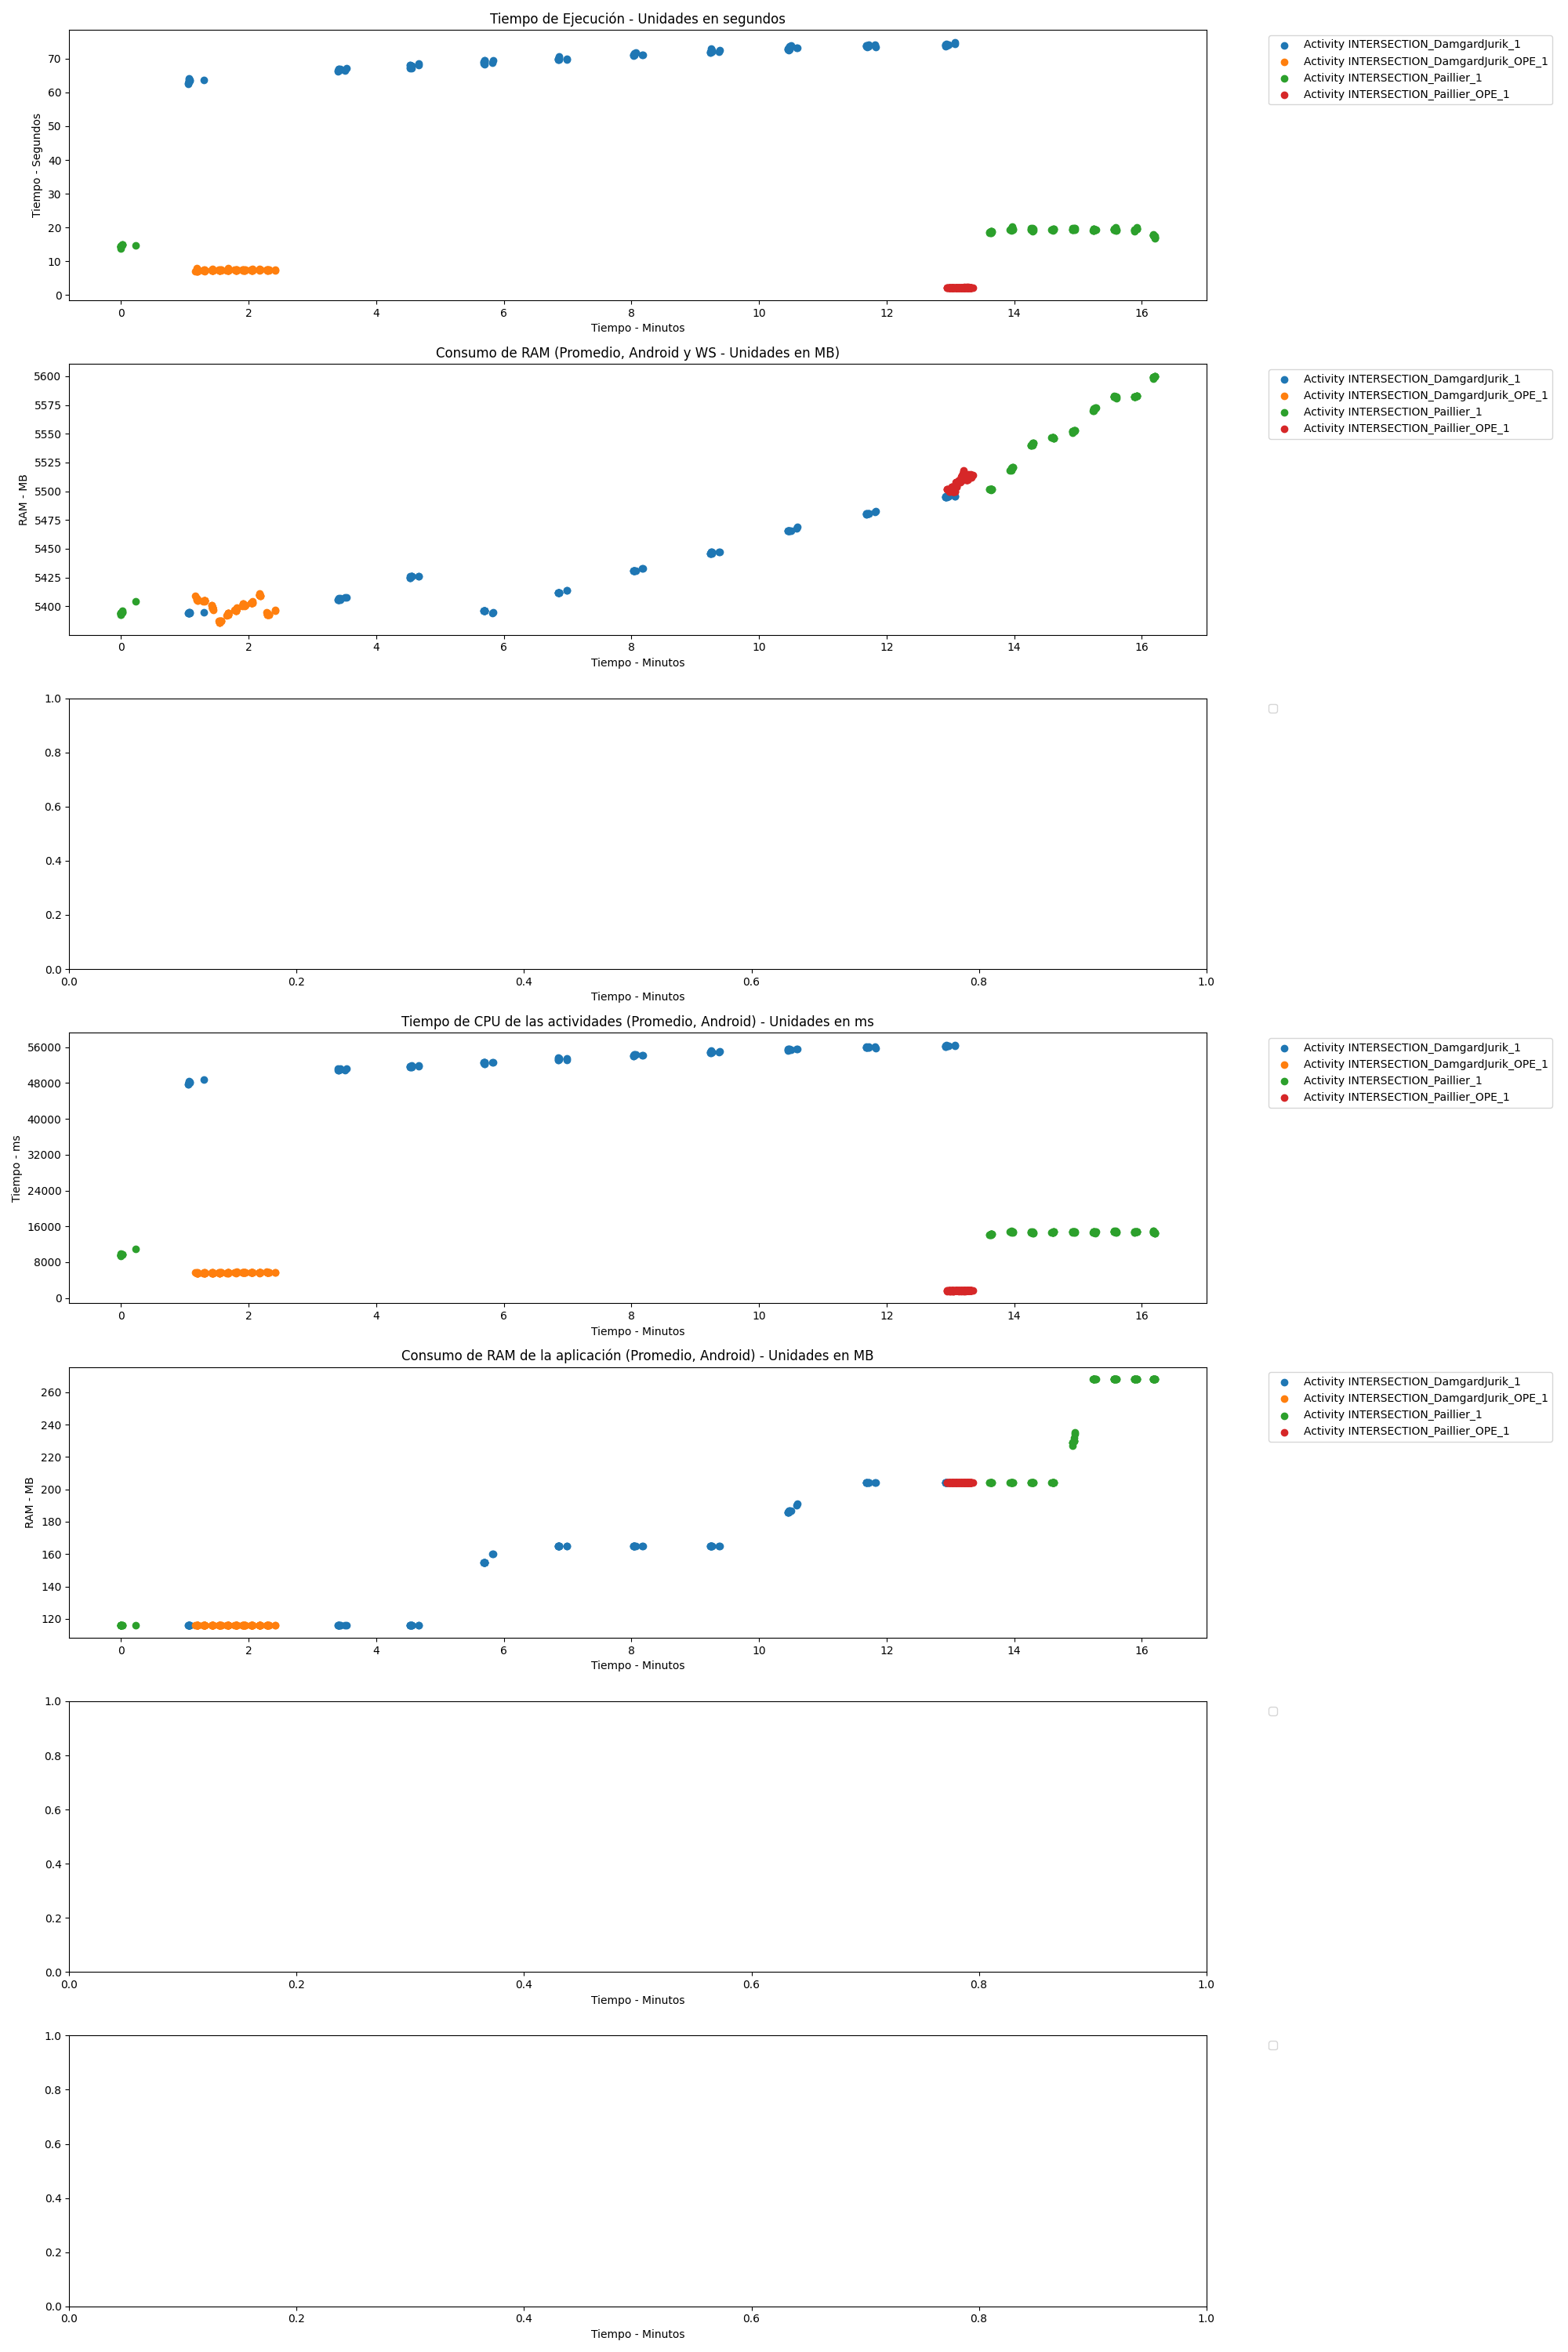 Tiempo de Ejecución - Unidades en segundos
70
60
50
40
30
20
10
0
Tiempo - Segundos
0 2 4 6 8 10 12 14 16
Tiempo - Minutos
Activity INTERSECTION_DamgardJurik_1
Activity INTERSECTION_DamgardJurik_OPE_1
Activity INTERSECTION_Paillier_1
Activity INTERSECTION_Paillier_OPE_1
Consumo de RAM (Promedio, Android y WS - Unidades en MB)
5600
5575
5550
5525
5500
5475
5450
5425
5400
RAM - MB
0 2 4 6 8 10 12 14 16
Tiempo - Minutos
Activity INTERSECTION_DamgardJurik_1
Activity INTERSECTION_DamgardJurik_OPE_1
Activity INTERSECTION_Paillier_1
Activity INTERSECTION_Paillier_OPE_1
1.0
0.8
0.6
0.4
0.2
0.0
0.0 0.2 0.4 0.6 0.8 1.0
Tiempo - Minutos
Tiempo de CPU de las actividades (Promedio, Android) - Unidades en ms
56000
48000
40000
32000
24000
16000
8000
0
Tiempo - ms
0 2 4 6 8 10 12 14 16
Tiempo - Minutos
Activity INTERSECTION_DamgardJurik_1
Activity INTERSECTION_DamgardJurik_OPE_1
Activity INTERSECTION_Paillier_1
Activity INTERSECTION_Paillier_OPE_1
Consumo de RAM de la aplicación (Promedio, Android) - Unidades en MB
260
240
220
200
180
160
140
120
RAM - MB
0 2 4 6 8 10 12 14 16
Tiempo - Minutos
Activity INTERSECTION_DamgardJurik_1
Activity INTERSECTION_DamgardJurik_OPE_1
Activity INTERSECTION_Paillier_1
Activity INTERSECTION_Paillier_OPE_1
1.0
0.8
0.6
0.4
0.2
0.0
0.0 0.2 0.4 0.6 0.8 1.0
Tiempo - Minutos
1.0
0.8
0.6
0.4
0.2
0.0
0.0 0.2 0.4 0.6 0.8 1.0
Tiempo - Minutos